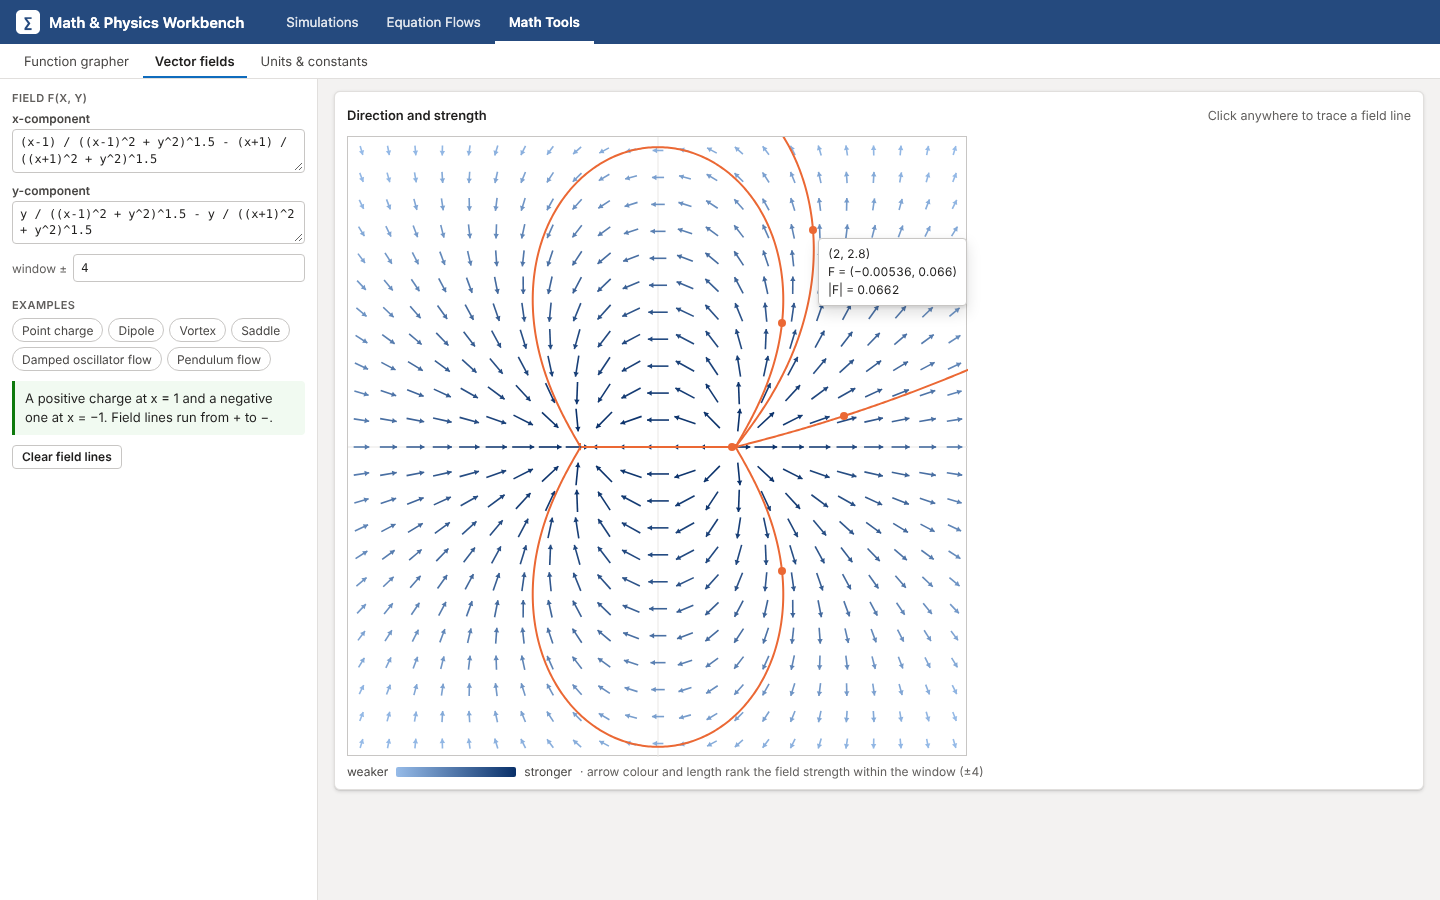 ∑ Math & Physics Workbench Simulations Equation Flows Math Tools
Function grapher Vector fields Units & constants
FIELD F(X, Y)
x-component
(x-1) / ((x-1)^2 + y^2)^1.5 - (x+1) /
((x+1)^2 + y^2)^1.5
y-component
y / ((x-1)^2 + y^2)^1.5 - y / ((x+1)^2
+ y^2)^1.5
window ± 4
EXAMPLES
Point charge Dipole Vortex Saddle
Damped oscillator flow Pendulum flow
A positive charge at x = 1 and a negative
one at x = −1. Field lines run from + to −.
Clear field lines
Direction and strength Click anywhere to trace a field line
(2, 2.8)
F = (−0.00536, 0.066)
|F| = 0.0662
weaker stronger · arrow colour and length rank the field strength within the window (±4)